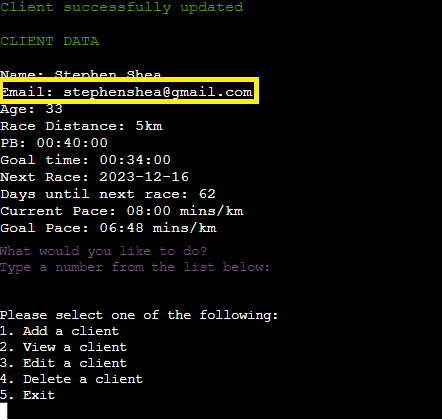 Client successfully updated
CLIENT DATA
Name: Stephen Shea
Email: stephenshea@gmail.com
Age: 33
Race Distance: 5km
PB: 00:40:00
Goal time: 00:34:00
Next Race: 2023-12-16
Days until next race: 62
Current Pace: 08:00 mins/km
Goal Pace: 06:48 mins/km
What would you like to do?
Type a number from the list below:
Please select one of the following:
1. Add a client
2. View a client
3. Edit a client
4. Delete a client
5. Exit